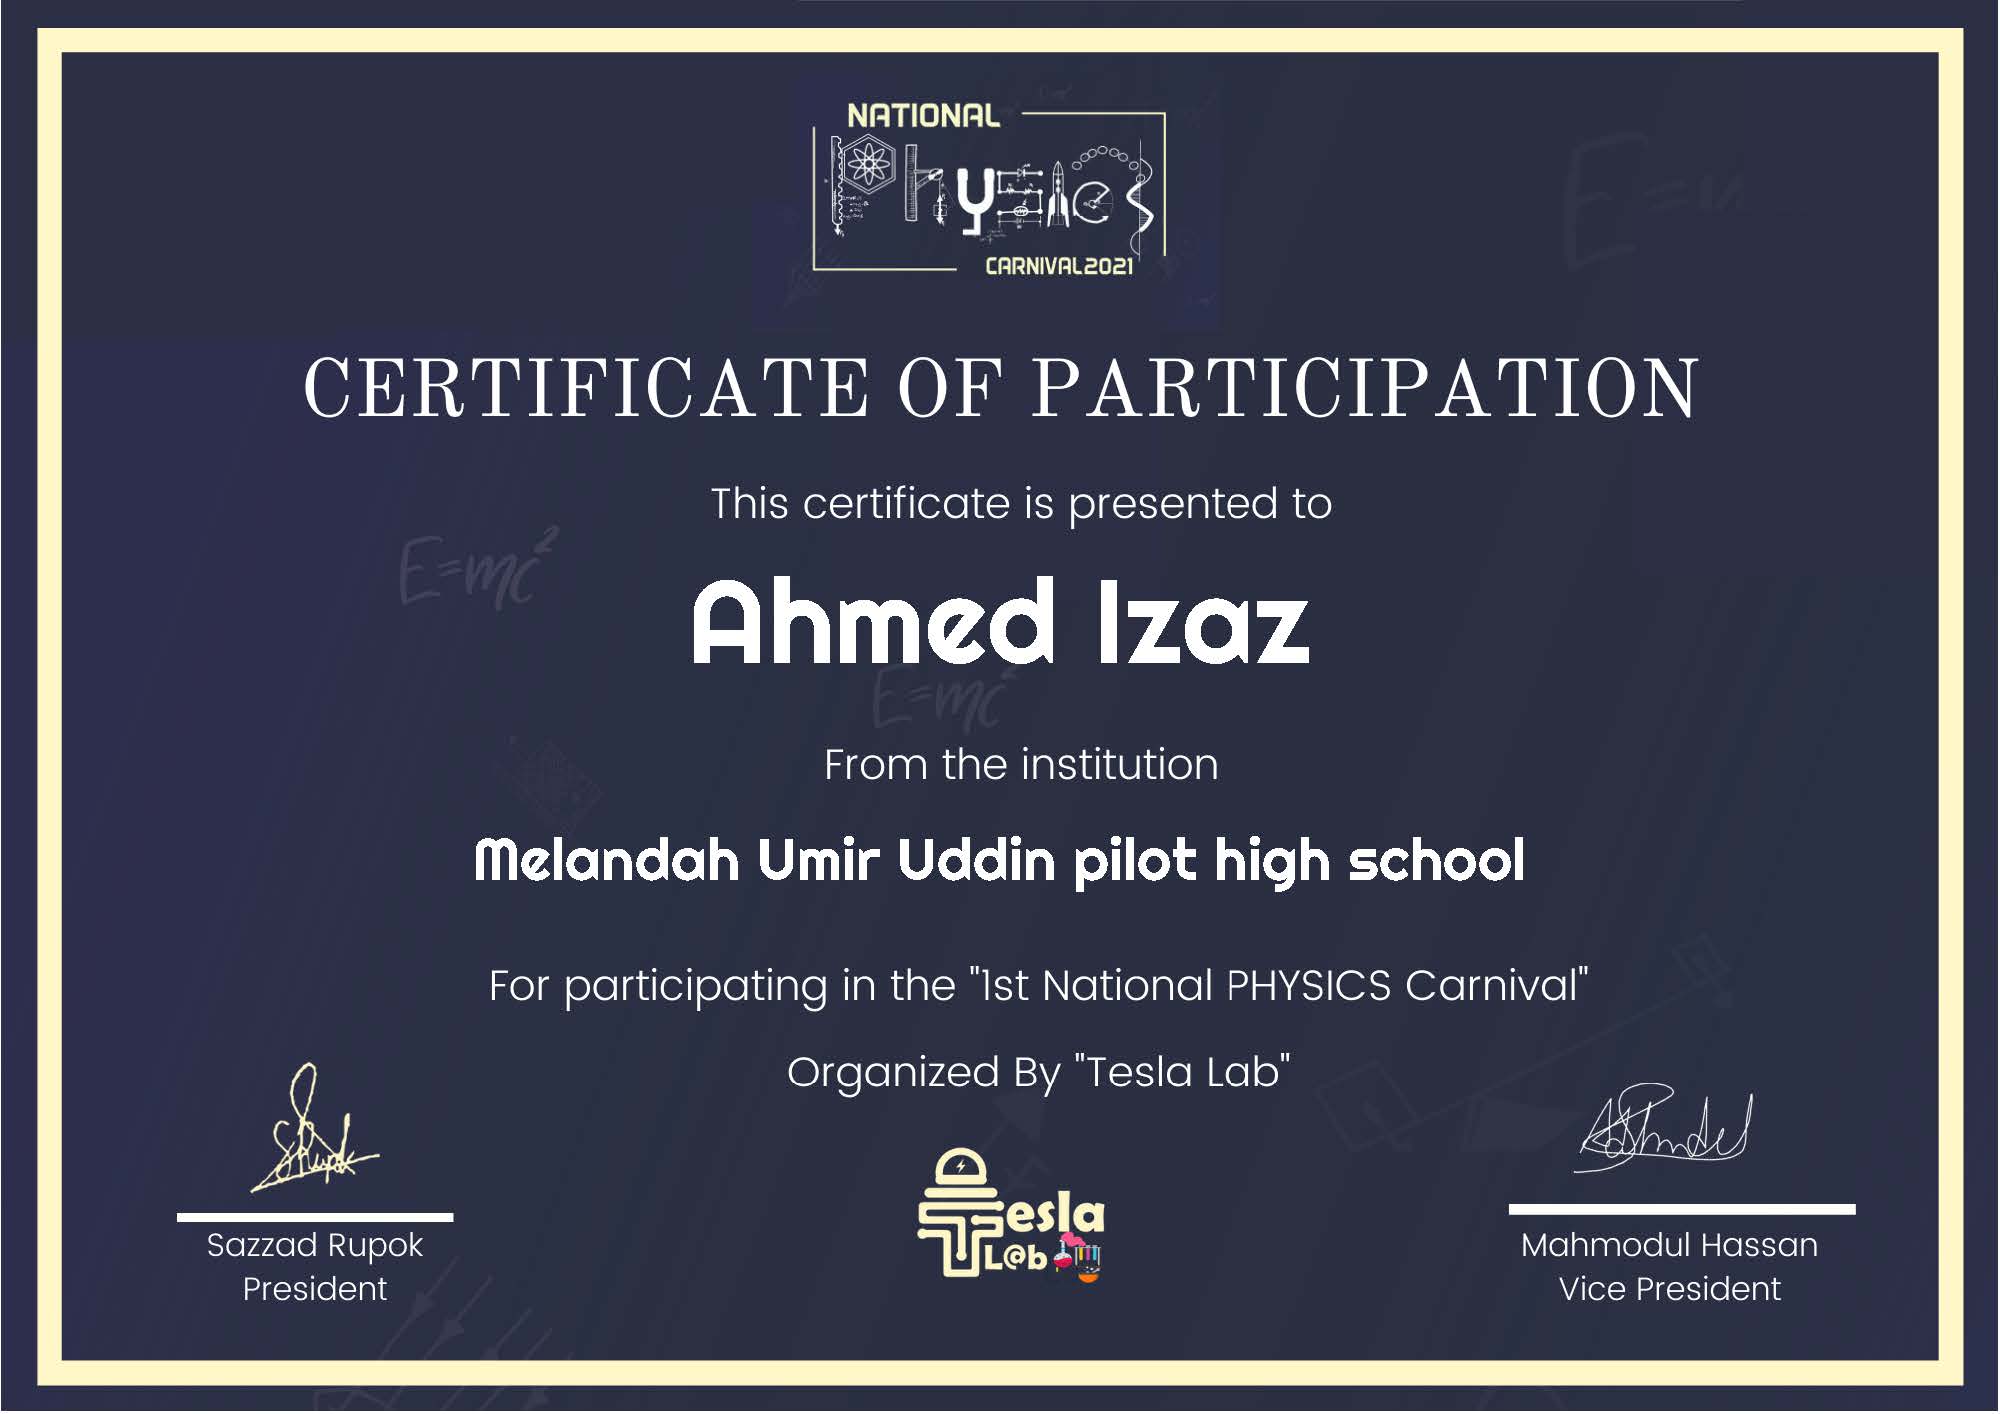 NATIONAL
Physics
CARNIVAL2021
CERTIFICATE OF PARTICIPATION
This certificate is presented to
E=mc²
Ahmed Izaz
E=mc²
From the institution
Melandah Umir Uddin pilot high school
For participating in the "1st National PHYSICS Carnival"
Organized By "Tesla Lab"
Tesla
L@b
Sazzad Rupok
President
Mahmodul Hassan
Vice President